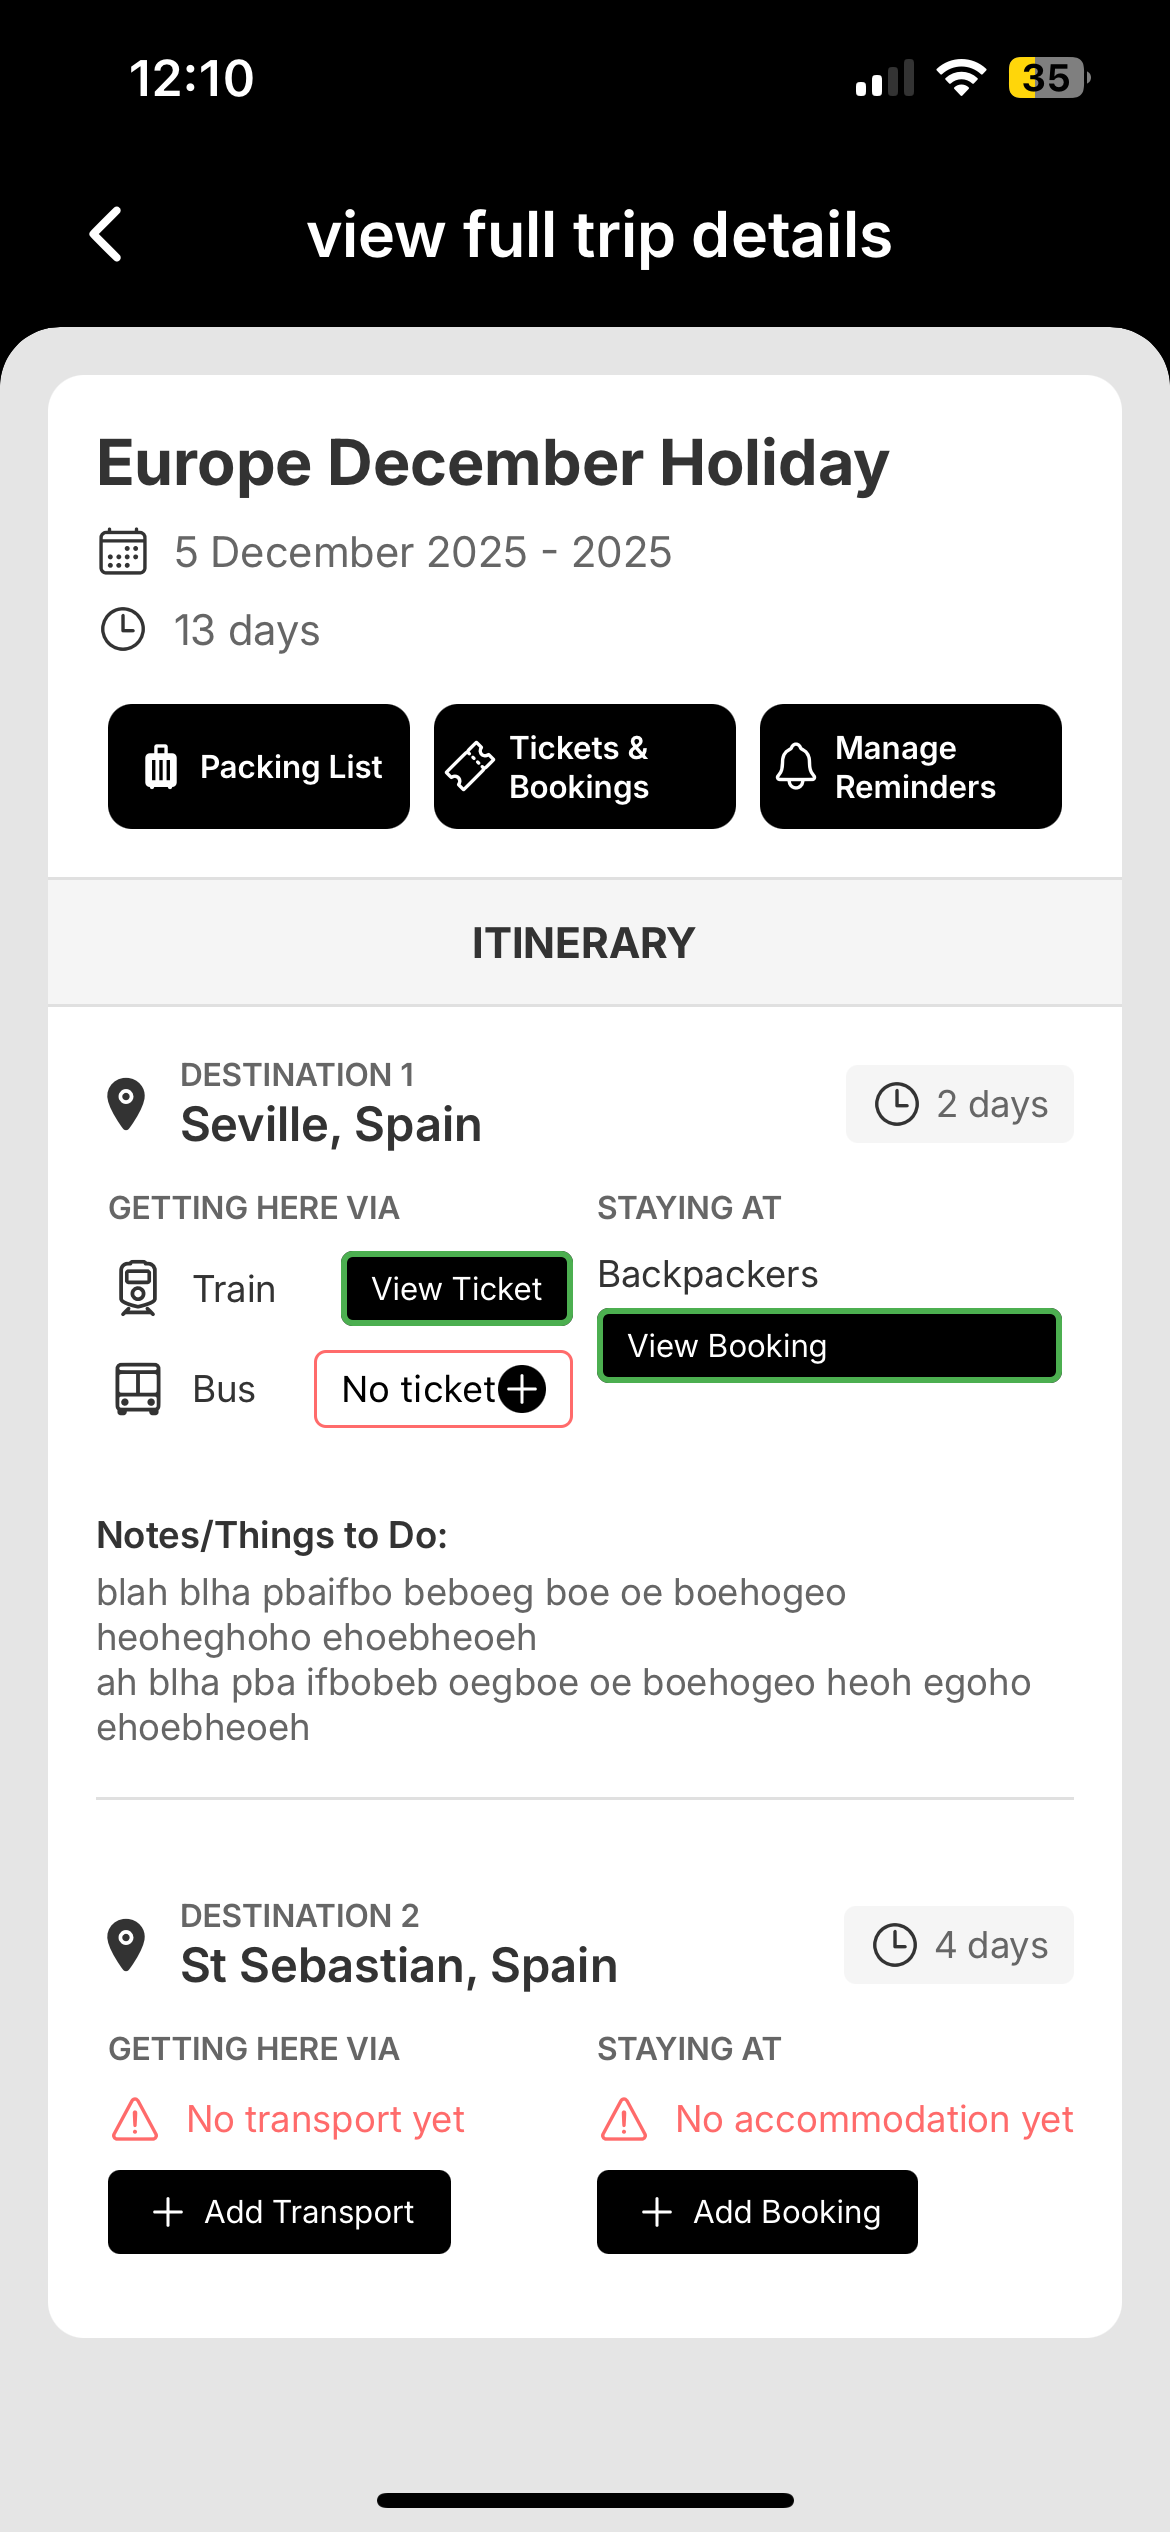 12:10
35
view full trip details
Europe December Holiday
5 December 2025 - 2025
13 days
Packing List
Tickets &
Bookings
Manage
Reminders
ITINERARY
DESTINATION 1
Seville, Spain
2 days
GETTING HERE VIA
STAYING AT
Train
View Ticket
Backpackers
View Booking
Bus
No ticket
Notes/Things to Do:
blah blha pbaifbo beboeg boe oe boehogeo
heoheghoho ehoebheoeh
ah blha pba ifbobeb oegboe oe boehogeo heoh egoho
ehoebheoeh
DESTINATION 2
St Sebastian, Spain
4 days
GETTING HERE VIA
STAYING AT
No transport yet
No accommodation yet
Add Transport
Add Booking